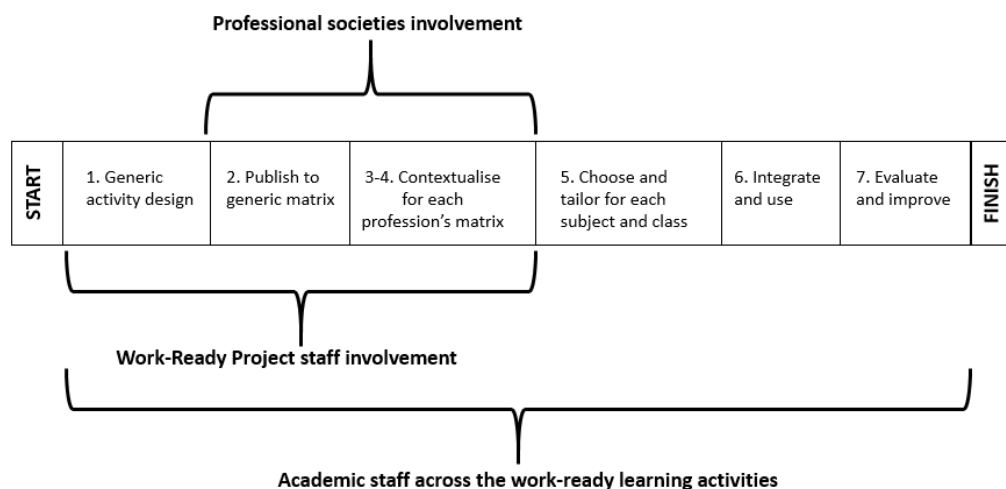 Professional societies involvement
START
1. Generic
activity design
2. Publish to
generic matrix
3-4. Contextualise
for each
profession’s matrix
5. Choose and
tailor for each
subject and class
6. Integrate
and use
7. Evaluate
and improve
FINISH
Work-Ready Project staff involvement
Academic staff across the work-ready learning activities